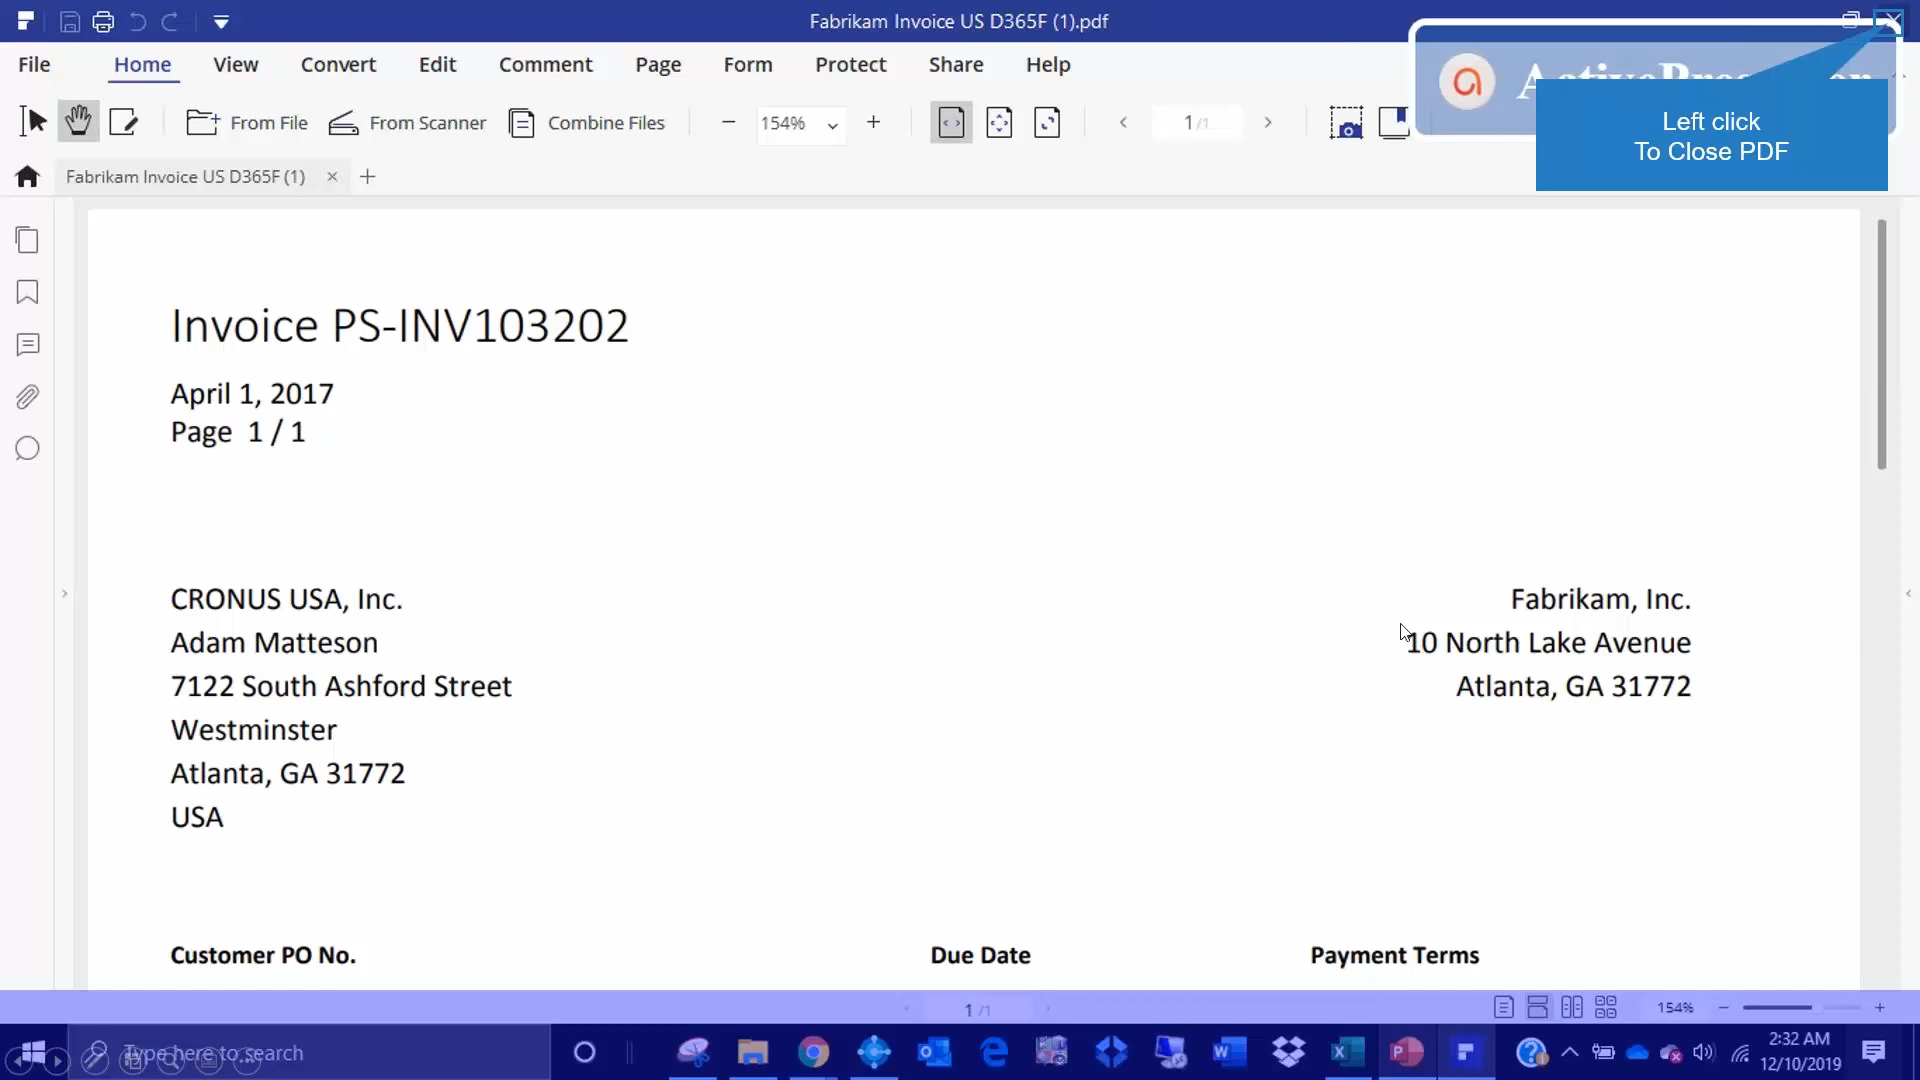 Fabrikam Invoice US D365F (1).pdf
File Home View Convert Edit Comment Page Form Protect Share Help
From File From Scanner Combine Files 154% 1 /1
Left click
To Close PDF
Fabrikam Invoice US D365F (1)
Invoice PS-INV103202
April 1, 2017
Page 1 / 1
CRONUS USA, Inc.
Adam Matteson
7122 South Ashford Street
Westminster
Atlanta, GA 31772
USA
Fabrikam, Inc.
10 North Lake Avenue
Atlanta, GA 31772
Customer PO No. Due Date Payment Terms
1 /1 154%
Type here to search
2:32 AM
12/10/2019